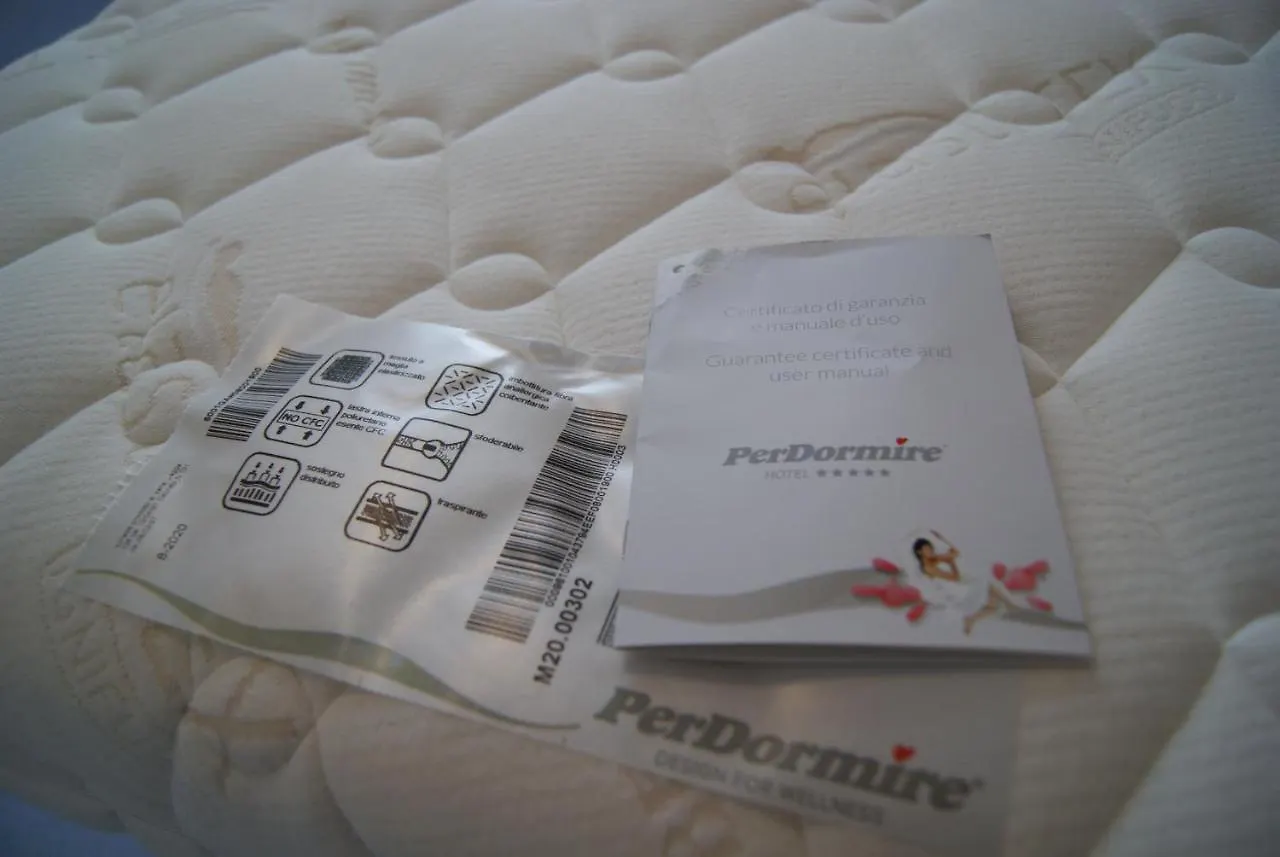 Certificato di garanzia
e manuale d'uso
Guarantee certificate and
user manual
PerDormire
HOTEL ★★★★★
tessuto a
maglia
elasticizzato
imbottitura fibra
anallergica
coibentante
NO CFC
lastra interna
poliuretano
esente CFC
sfoderabile
sostegno
distribuito
traspirante
B-2020
M20.00302
PerDormire
DESIGN FOR WELLNESS